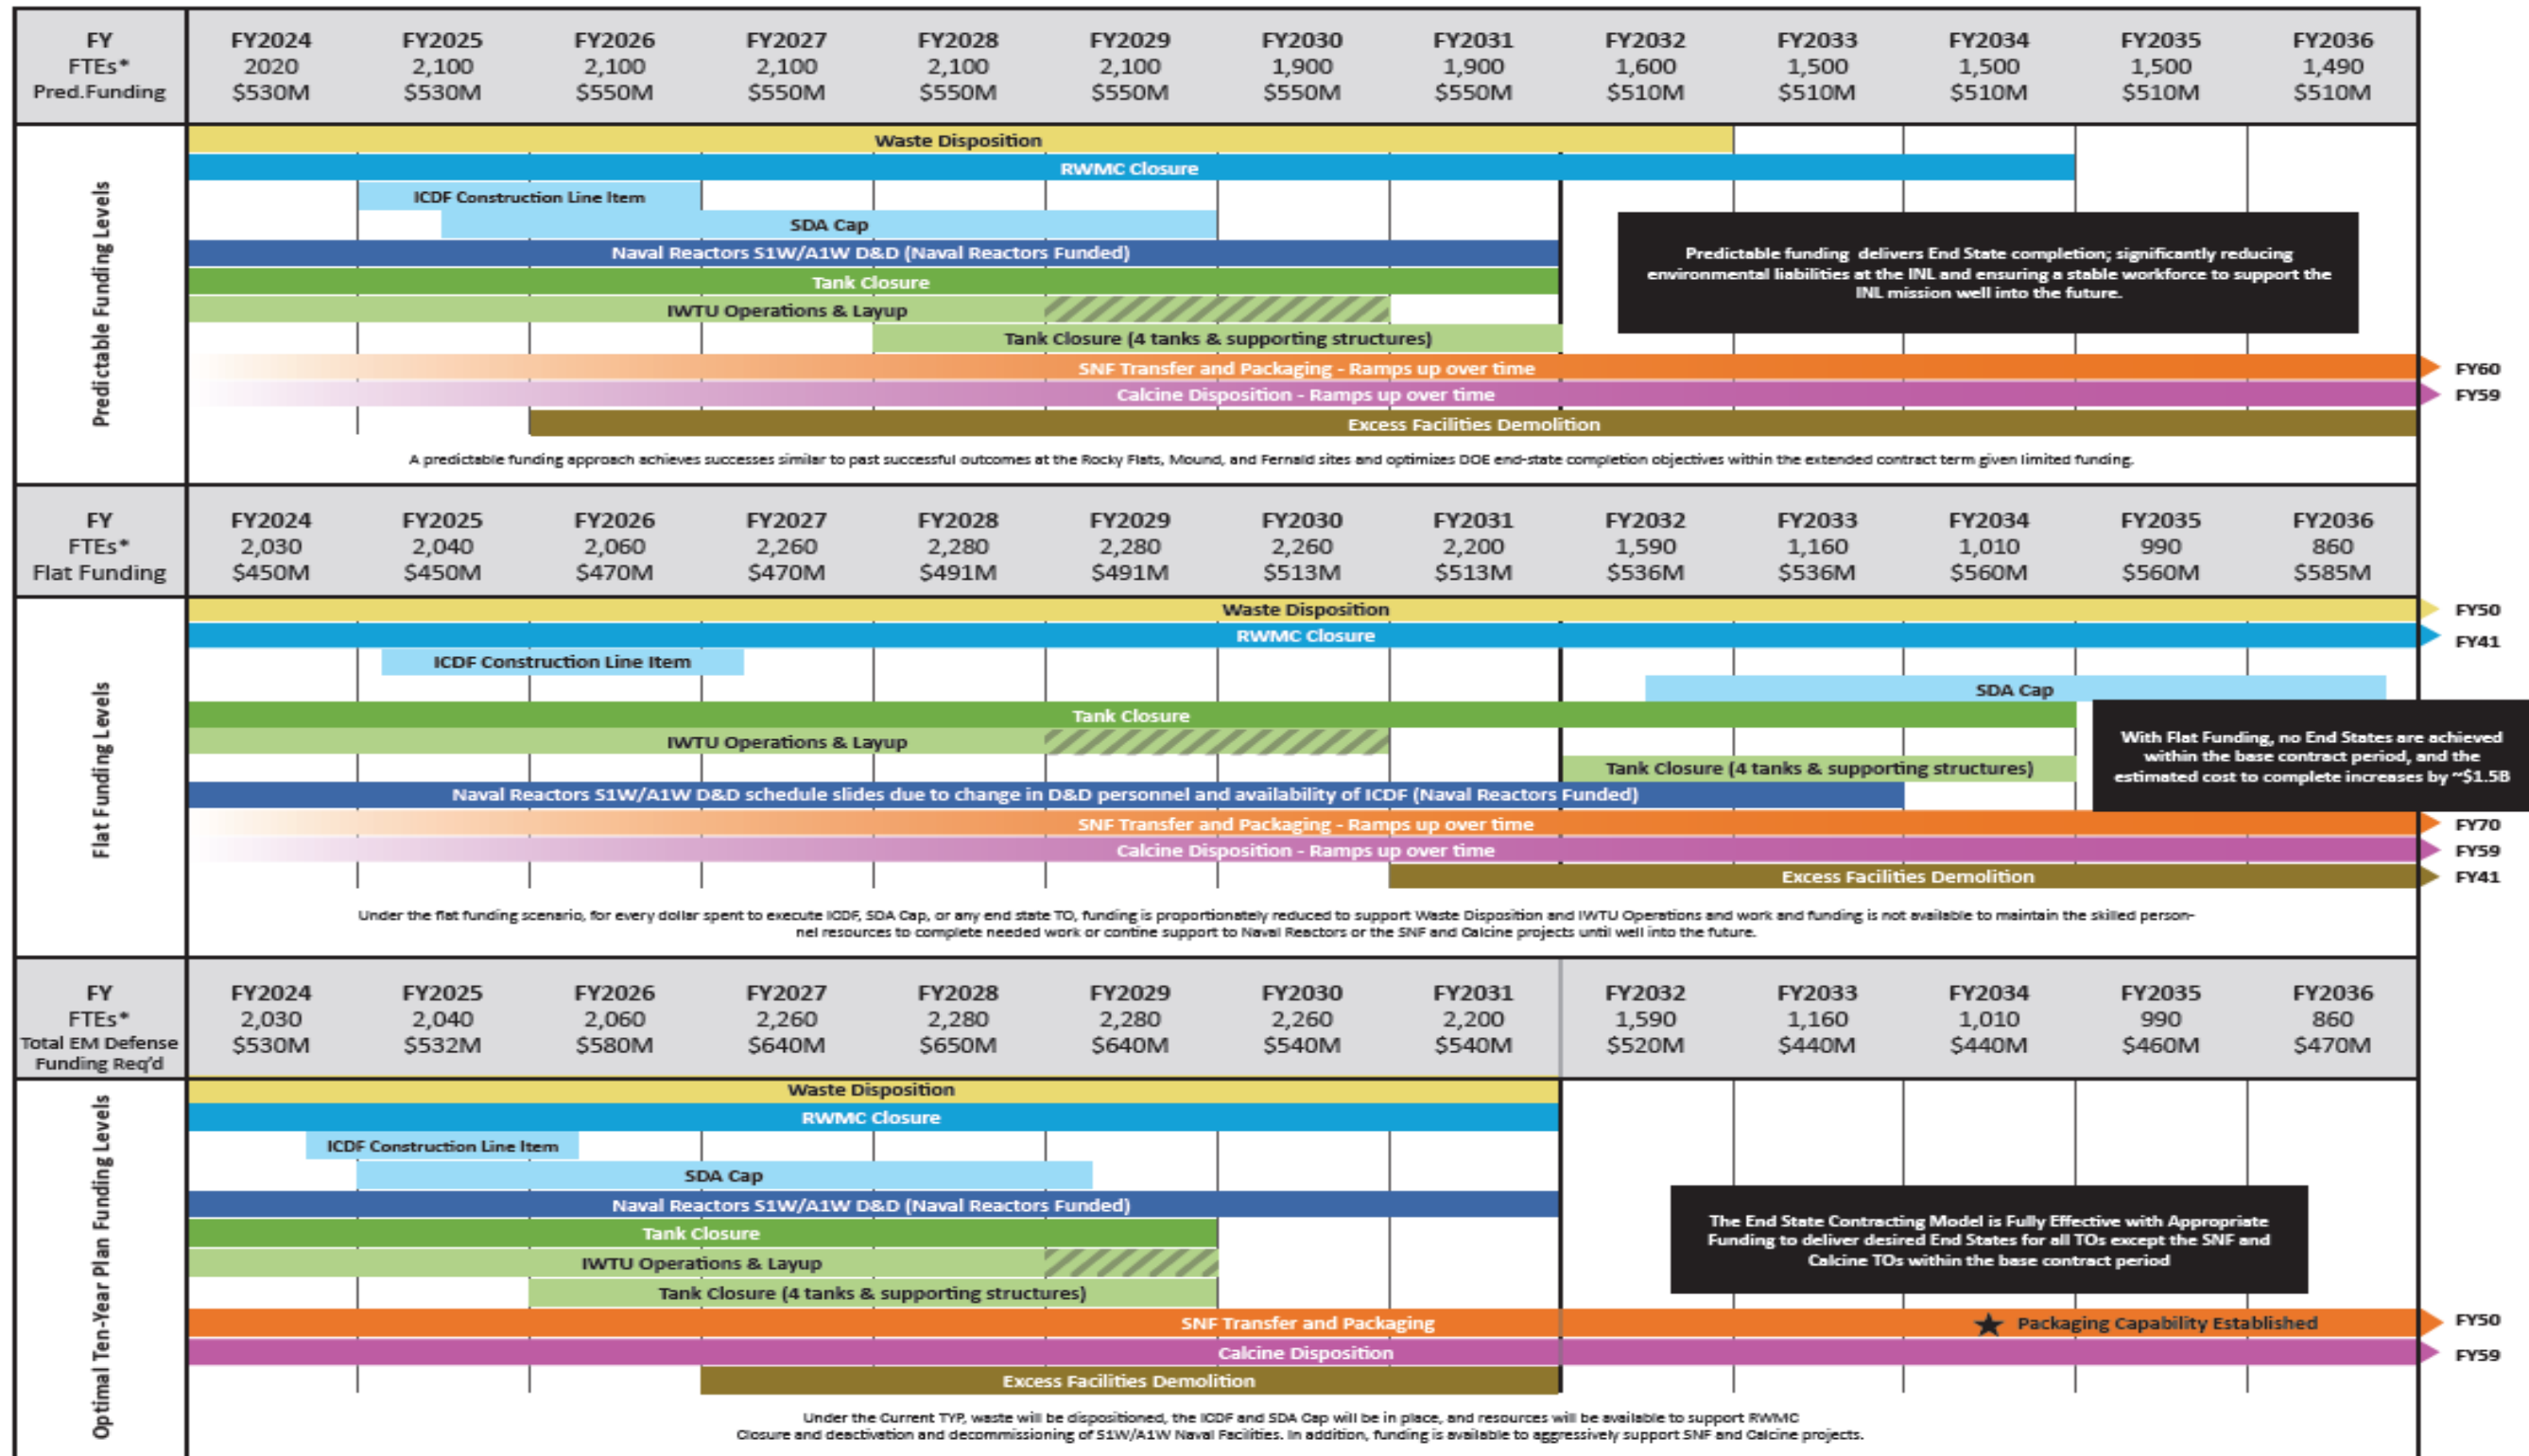 FY FY2024 FY2025 FY2026 FY2027 FY2028 FY2029 FY2030 FY2031 FY2032 FY2033 FY2034 FY2035 FY2036
FTEs* 2020 2,100 2,100 2,100 2,100 2,100 1,900 1,900 1,600 1,500 1,500 1,500 1,490
Pred.Funding $530M $530M $550M $550M $550M $550M $550M $550M $510M $510M $510M $510M $510M
Predictable Funding Levels
Waste Disposition
RWMC Closure
ICDF Construction Line Item
SDA Cap
Naval Reactors S1W/A1W D&D (Naval Reactors Funded)
Tank Closure
IWTU Operations & Layup
Tank Closure (4 tanks & supporting structures)
Predictable funding delivers End State completion; significantly reducing
environmental liabilities at the INL and ensuring a stable workforce to support the
INL mission well into the future.
SNF Transfer and Packaging - Ramps up over time FY60
Calcine Disposition - Ramps up over time FY59
Excess Facilities Demolition
A predictable funding approach achieves successes similar to past successful outcomes at the Rocky Flats, Mound, and Fernald sites and optimizes DOE end-state completion objectives within the extended contract term given limited funding.
FY FY2024 FY2025 FY2026 FY2027 FY2028 FY2029 FY2030 FY2031 FY2032 FY2033 FY2034 FY2035 FY2036
FTEs* 2,030 2,040 2,060 2,260 2,280 2,280 2,260 2,200 1,590 1,160 1,010 990 860
Flat Funding $450M $450M $470M $470M $491M $491M $513M $513M $536M $536M $560M $560M $585M
Flat Funding Levels
Waste Disposition FY50
RWMC Closure FY41
ICDF Construction Line Item
SDA Cap
Tank Closure
IWTU Operations & Layup
Tank Closure (4 tanks & supporting structures)
With Flat Funding, no End States are achieved
within the base contract period, and the
estimated cost to complete increases by ~$1.5B
Naval Reactors S1W/A1W D&D schedule slides due to change in D&D personnel and availability of ICDF (Naval Reactors Funded)
SNF Transfer and Packaging - Ramps up over time FY70
Calcine Disposition - Ramps up over time FY59
Excess Facilities Demolition FY41
Under the flat funding scenario, for every dollar spent to execute ICDF, SDA Cap, or any end state TO, funding is proportionately reduced to support Waste Disposition and IWTU Operations and work and funding is not available to maintain the skilled person-
nel resources to complete needed work or contine support to Naval Reactors or the SNF and Calcine projects until well into the future.
FY FY2024 FY2025 FY2026 FY2027 FY2028 FY2029 FY2030 FY2031 FY2032 FY2033 FY2034 FY2035 FY2036
FTEs* 2,030 2,040 2,060 2,260 2,280 2,280 2,260 2,200 1,590 1,160 1,010 990 860
Total EM Defense
Funding Req'd $530M $532M $580M $640M $650M $640M $540M $540M $520M $440M $440M $460M $470M
Optimal Ten-Year Plan Funding Levels
Waste Disposition
RWMC Closure
ICDF Construction Line Item
SDA Cap
Naval Reactors S1W/A1W D&D (Naval Reactors Funded)
Tank Closure
IWTU Operations & Layup
Tank Closure (4 tanks & supporting structures)
The End State Contracting Model is Fully Effective with Appropriate
Funding to deliver desired End States for all TOs except the SNF and
Calcine TOs within the base contract period
SNF Transfer and Packaging ★ Packaging Capability Established FY50
Calcine Disposition FY59
Excess Facilities Demolition
Under the Current TYP, waste will be dispositioned, the ICDF and SDA Cap will be in place, and resources will be available to support RWMC
Closure and deactivation and decommissioning of S1W/A1W Naval Facilities. In addition, funding is available to aggressively support SNF and Calcine projects.